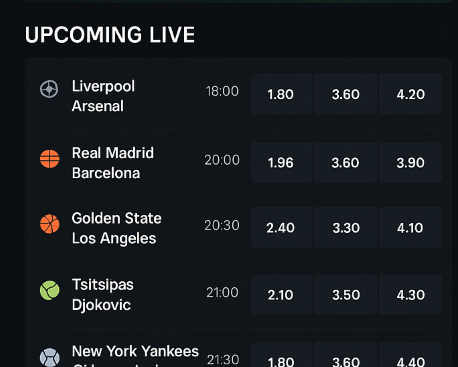 UPCOMING LIVE
Liverpool
Arsenal
18:00 1.80 3.60 4.20
Real Madrid
Barcelona
20:00 1.96 3.60 3.90
Golden State
Los Angeles
20:30 2.40 3.30 4.10
Tsitsipas
Djokovic
21:00 2.10 3.50 4.30
New York Yankees
21:30 1.80 3.60 4.40